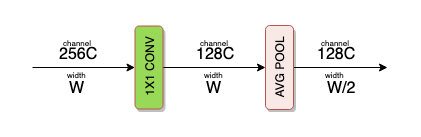 channel
256C
width
W
1X1 CONV
channel
128C
width
W
AVG POOL
channel
128C
width
W/2